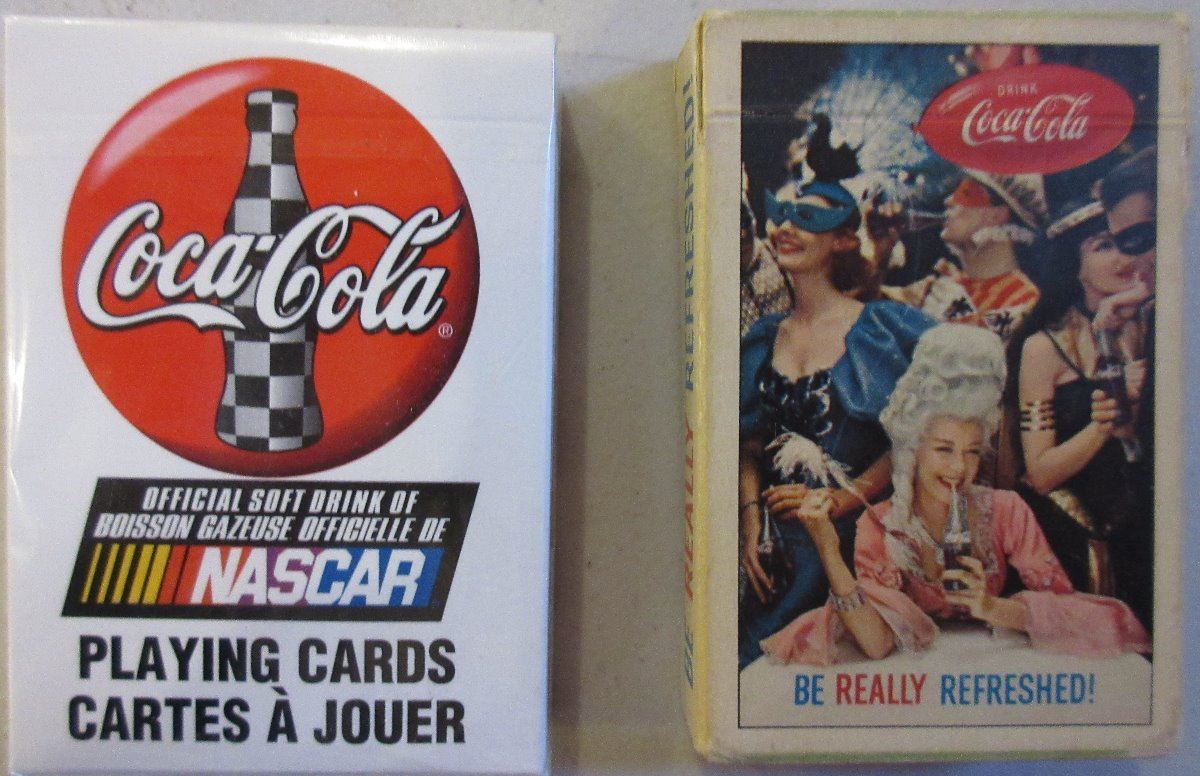 Coca-Cola
®
OFFICIAL SOFT DRINK OF
BOISSON GAZEUSE OFFICIELLE DE
NASCAR
PLAYING CARDS
CARTES À JOUER
BE REALLY REFRESHED!
DRINK
Coca-Cola
BE REALLY REFRESHED!